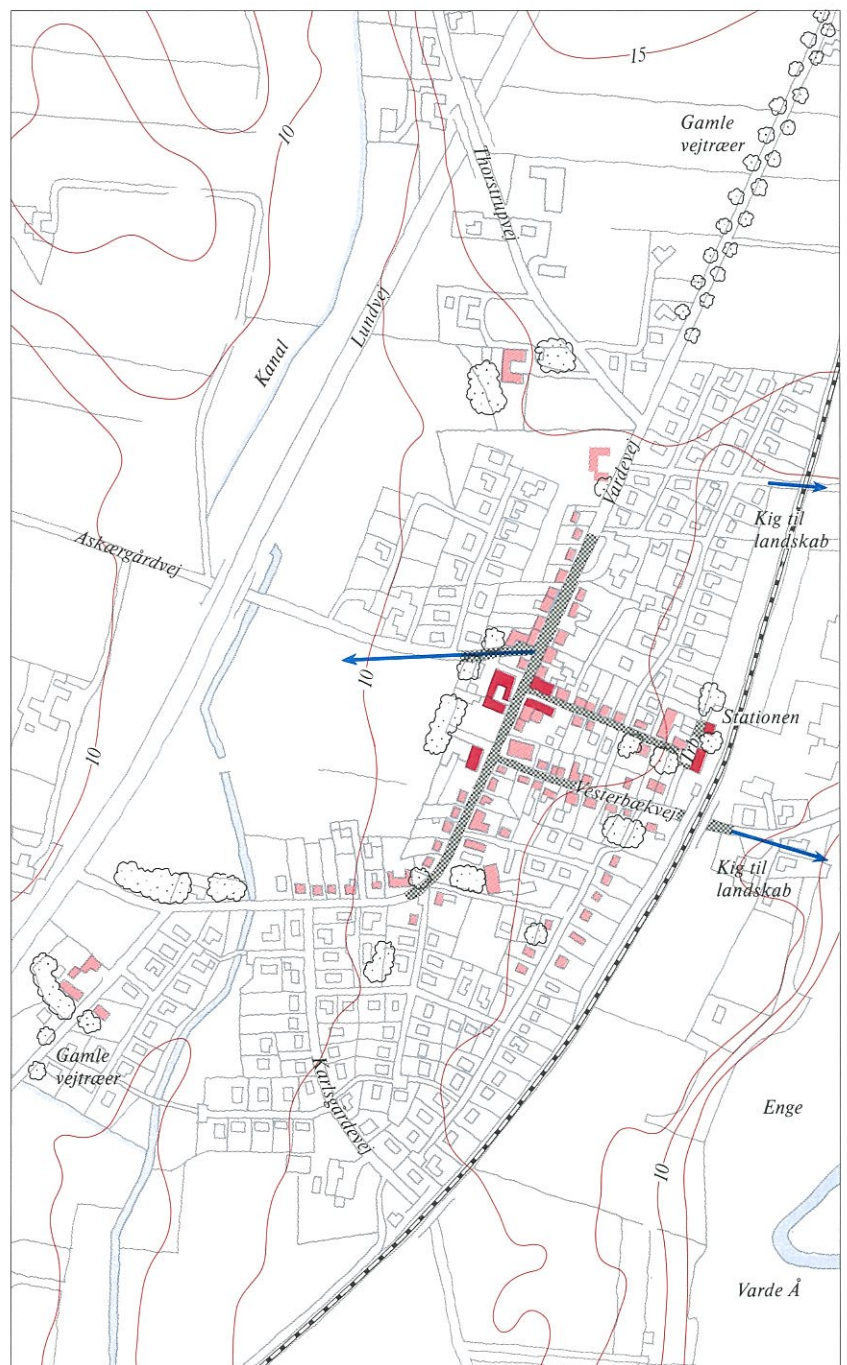 15
Gamle
vejtræer
10
Thorstrupvej
Lundvej
Kanal
Vardevej
Kig til
landskab
Askærgårdvej
10
Stationen
10
Vesterbækvej
Kig til
landskab
Gamle
vejtræer
Karlsgårdevej
Enge
10
Varde Å